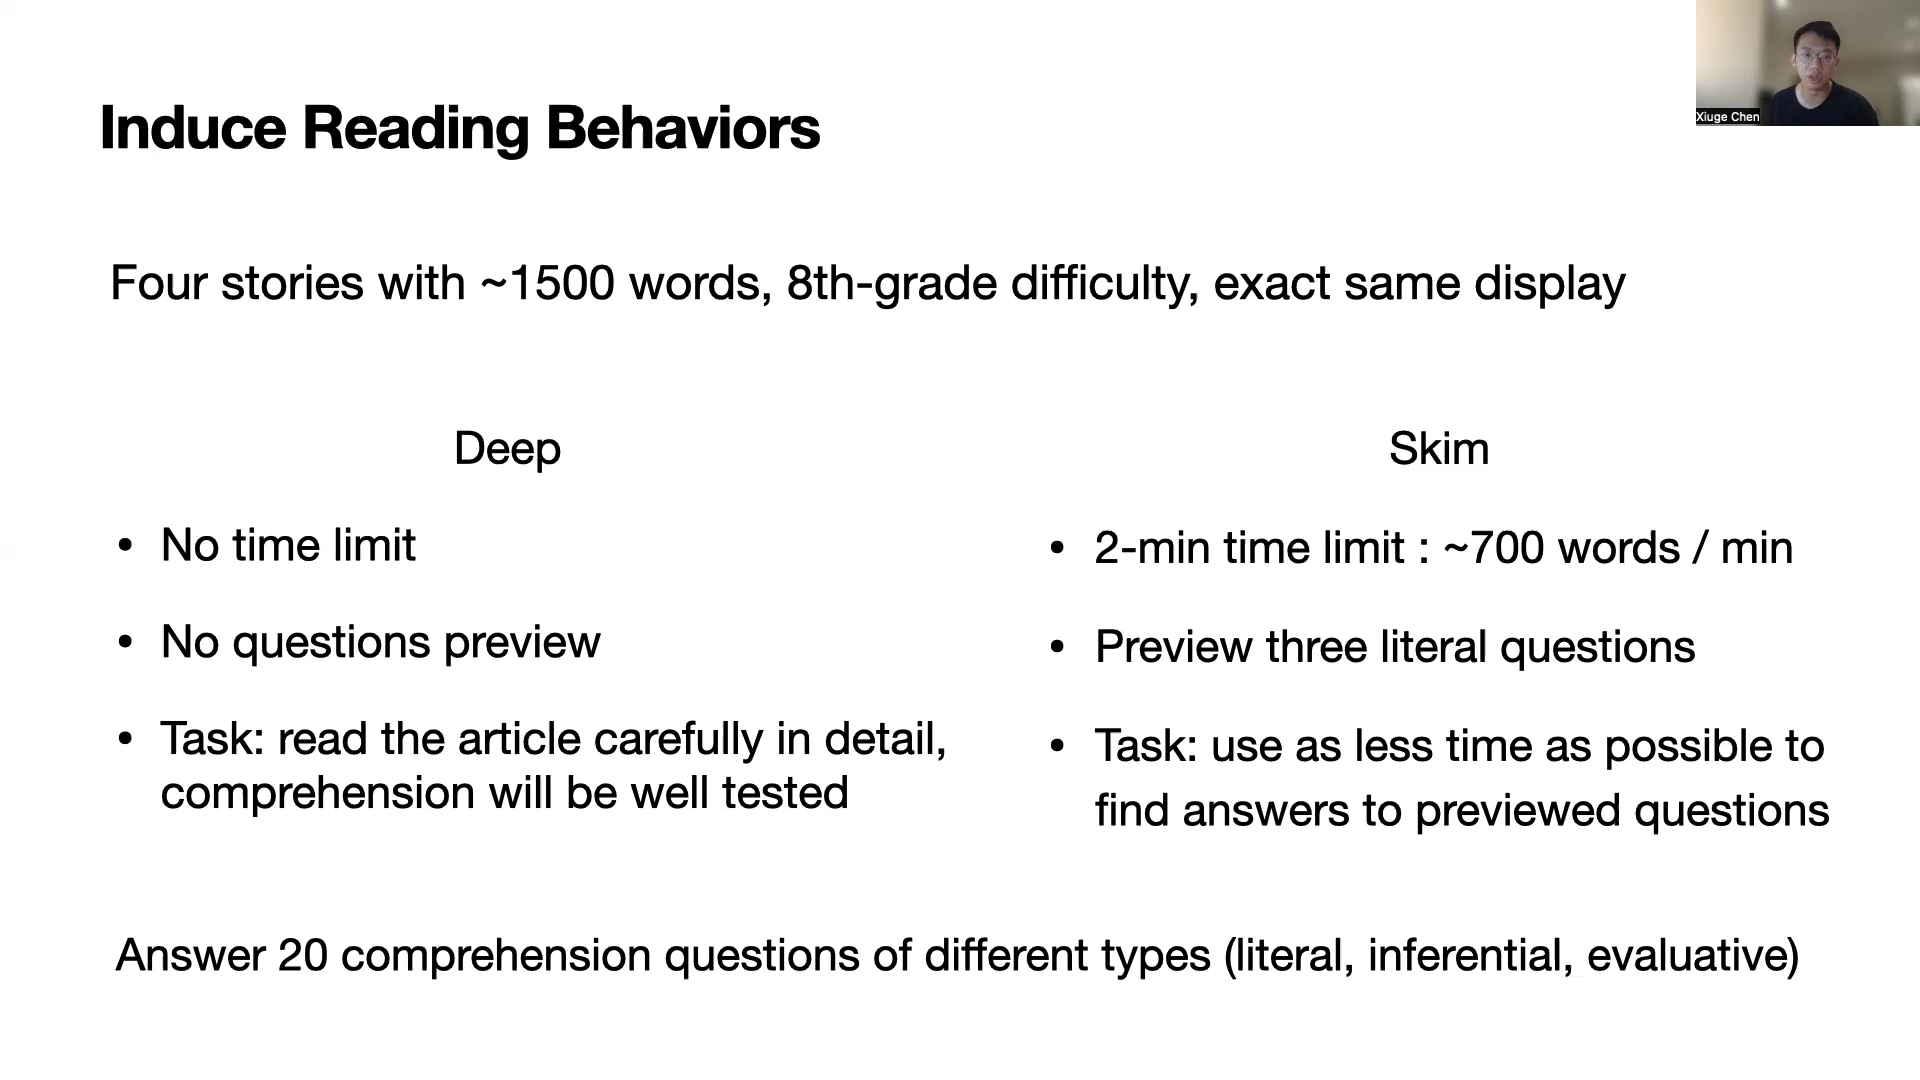 Induce Reading Behaviors
Xiuge Chen
Four stories with ~1500 words, 8th-grade difficulty, exact same display
Deep
• No time limit
• No questions preview
• Task: read the article carefully in detail,
comprehension will be well tested
Skim
• 2-min time limit : ~700 words / min
• Preview three literal questions
• Task: use as less time as possible to
find answers to previewed questions
Answer 20 comprehension questions of different types (literal, inferential, evaluative)